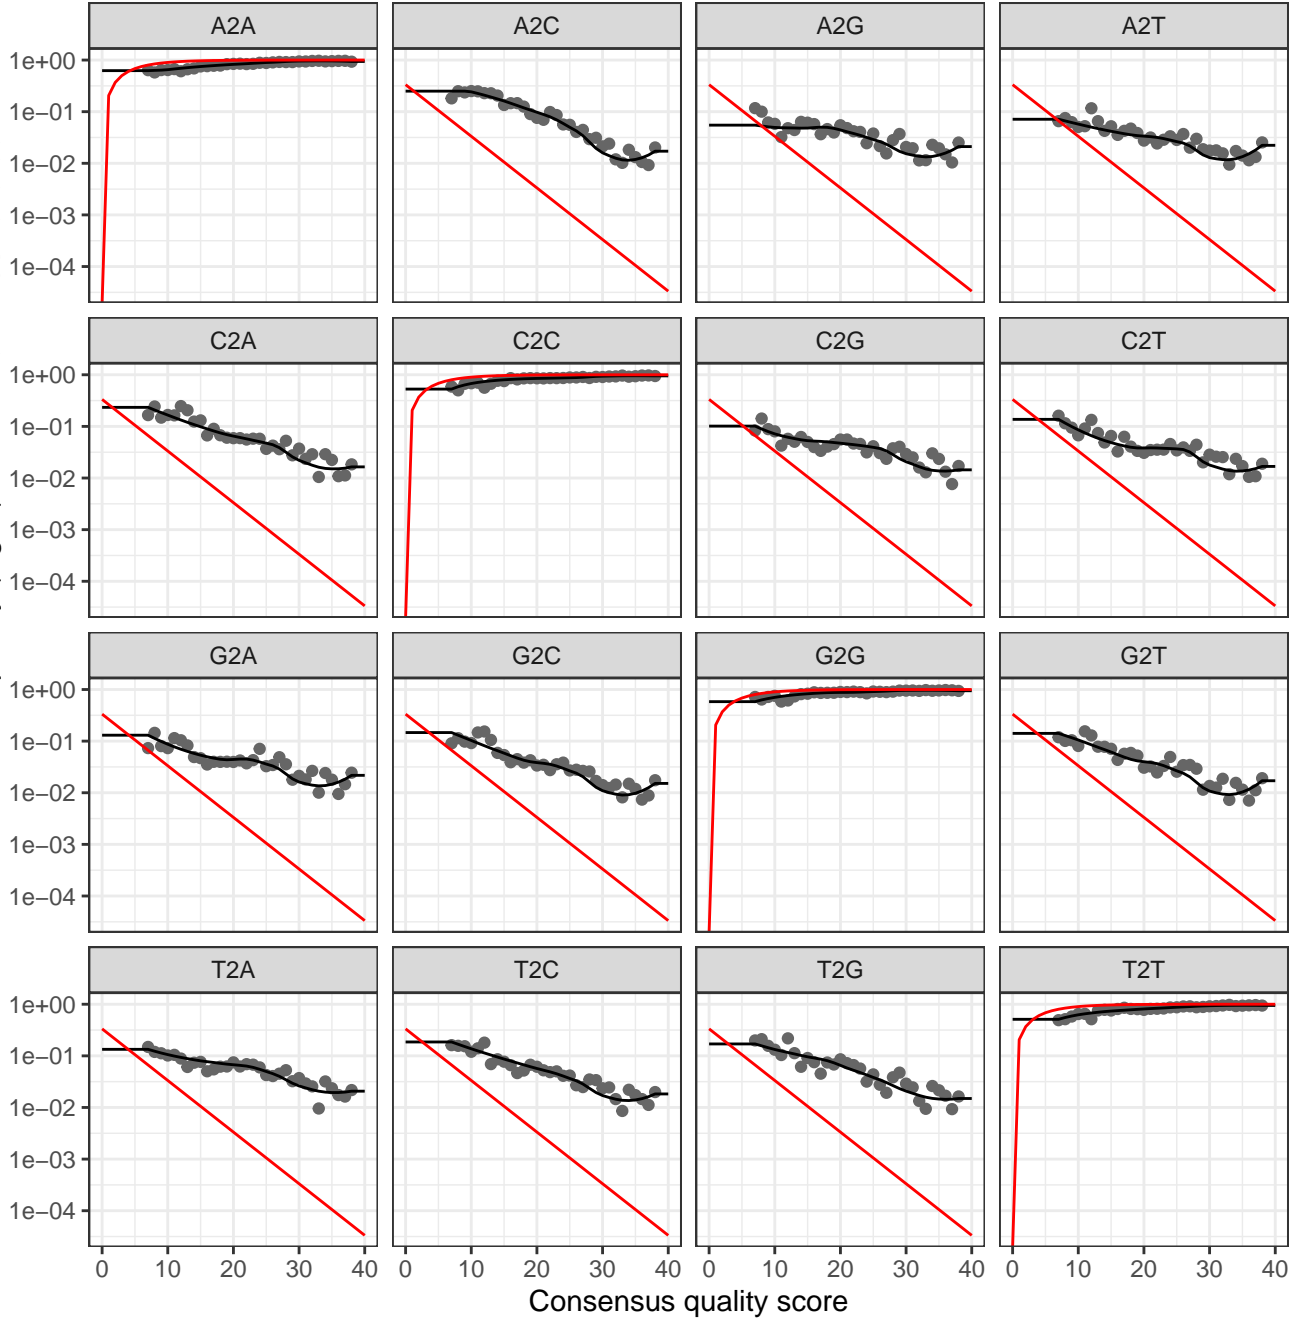 A2A A2C A2G A2T
1e+00
1e−01
1e−02
1e−03
1e−04
C2A C2C C2G C2T
1e+00
1e−01
1e−02
1e−03
1e−04
G2A G2C G2G G2T
1e+00
1e−01
1e−02
1e−03
1e−04
T2A T2C T2G T2T
1e+00
1e−01
1e−02
1e−03
1e−04
0 10 20 30 40 0 10 20 30 40 0 10 20 30 40 0 10 20 30 40
Consensus quality score